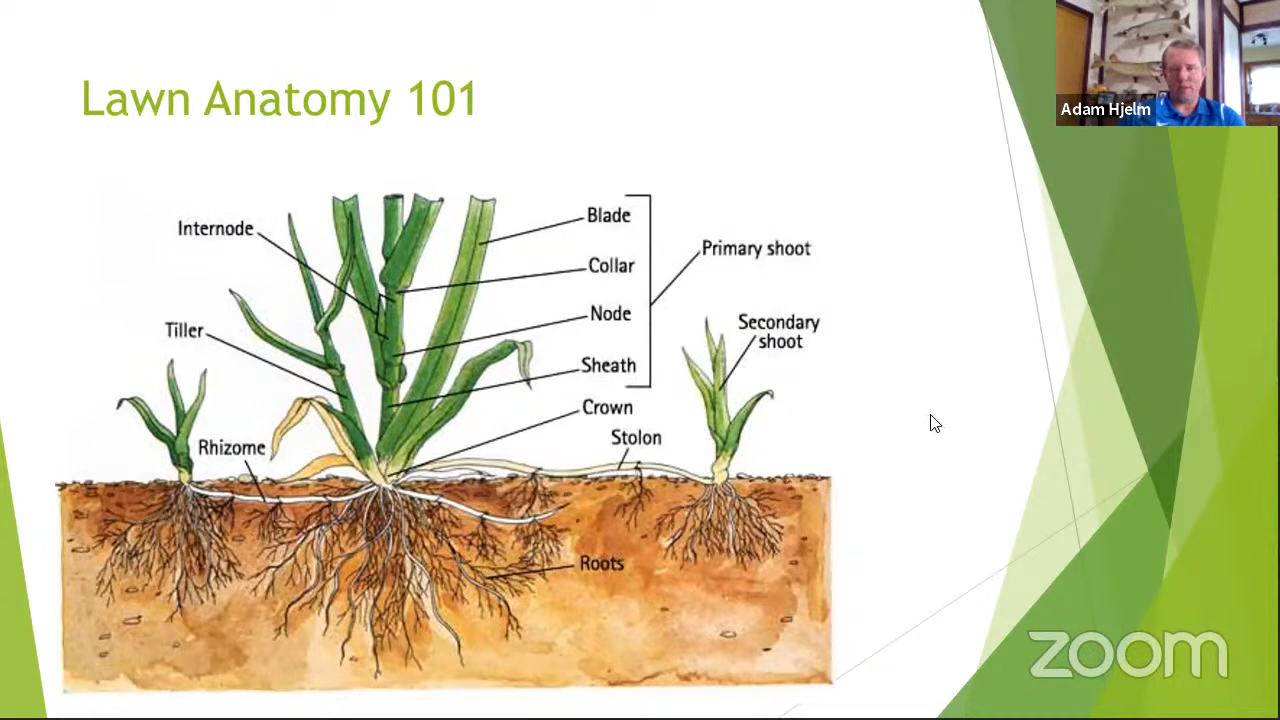 Lawn Anatomy 101
Adam Hjelm
Internode
Blade
Primary shoot
Collar
Node
Tiller
Secondary
shoot
Sheath
Crown
Stolon
Rhizome
Roots
zoom